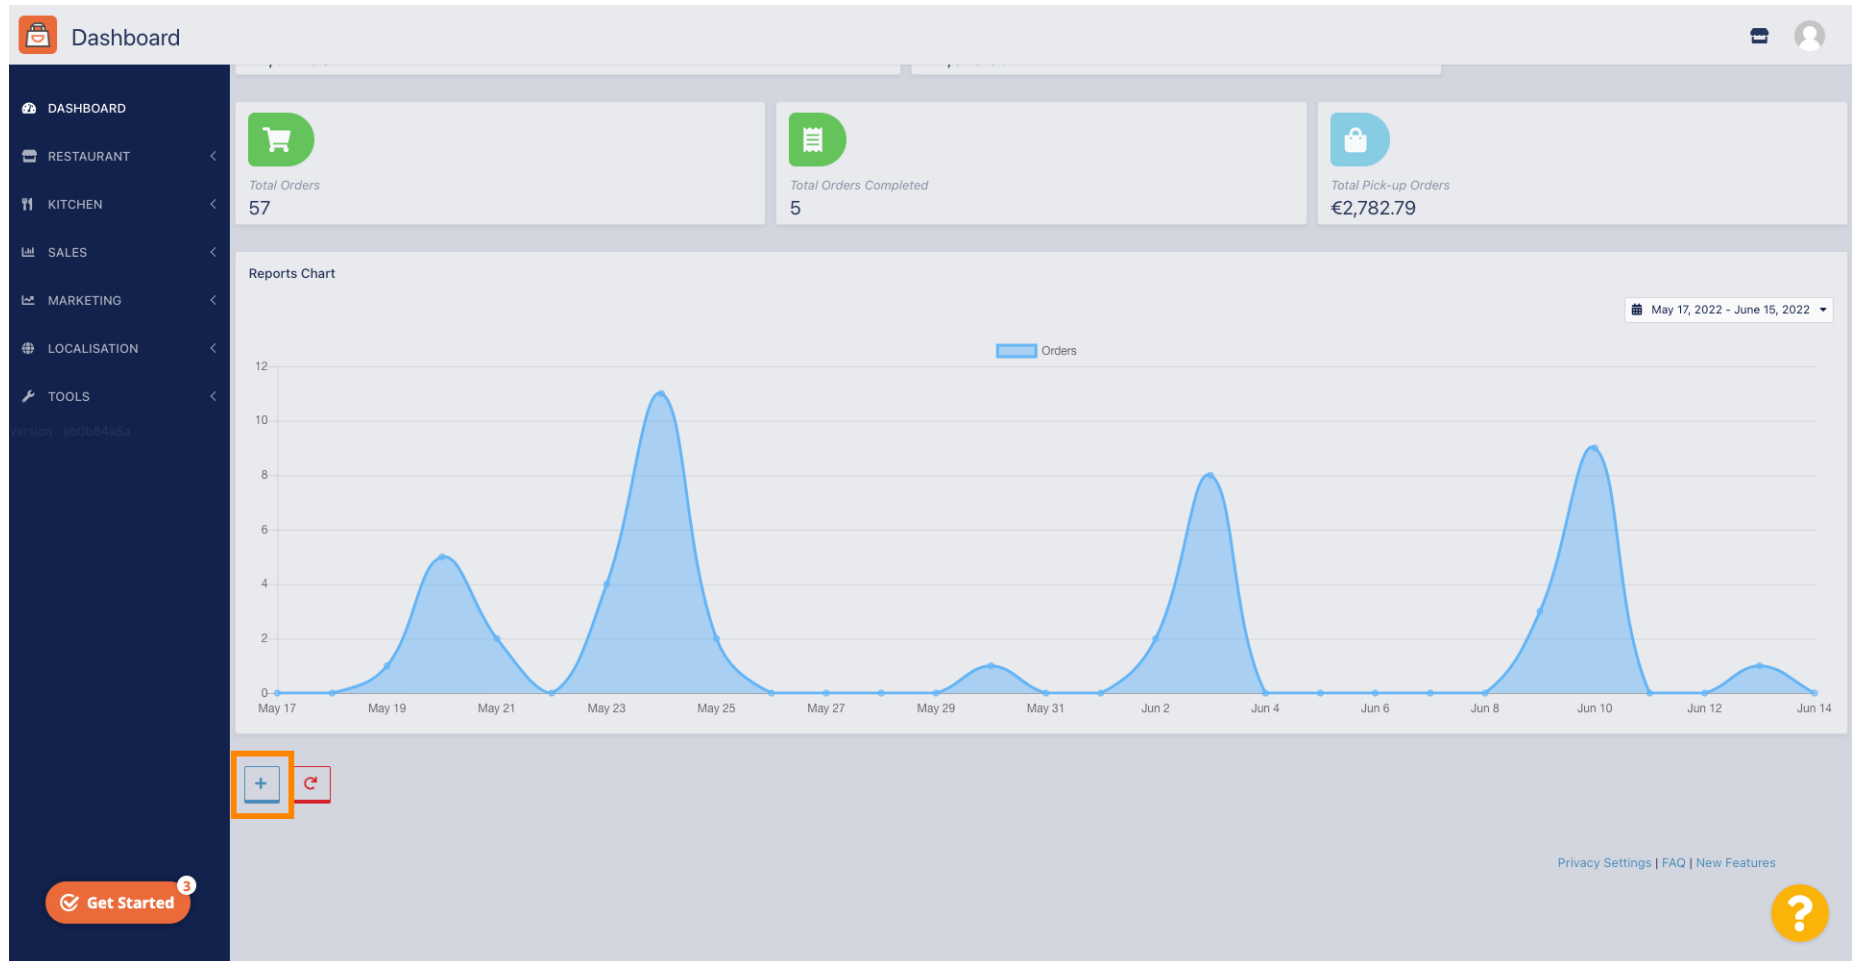 Dashboard
DASHBOARD
RESTAURANT
KITCHEN
SALES
MARKETING
LOCALISATION
TOOLS
Version : eb0b84a8a
Total Orders
57
Total Orders Completed
5
Total Pick-up Orders
€2,782.79
Reports Chart
May 17, 2022 - June 15, 2022
Orders
12
10
8
6
4
2
0
May 17 May 19 May 21 May 23 May 25 May 27 May 29 May 31 Jun 2 Jun 4 Jun 6 Jun 8 Jun 10 Jun 12 Jun 14
+
Privacy Settings | FAQ | New Features
3
Get Started
?